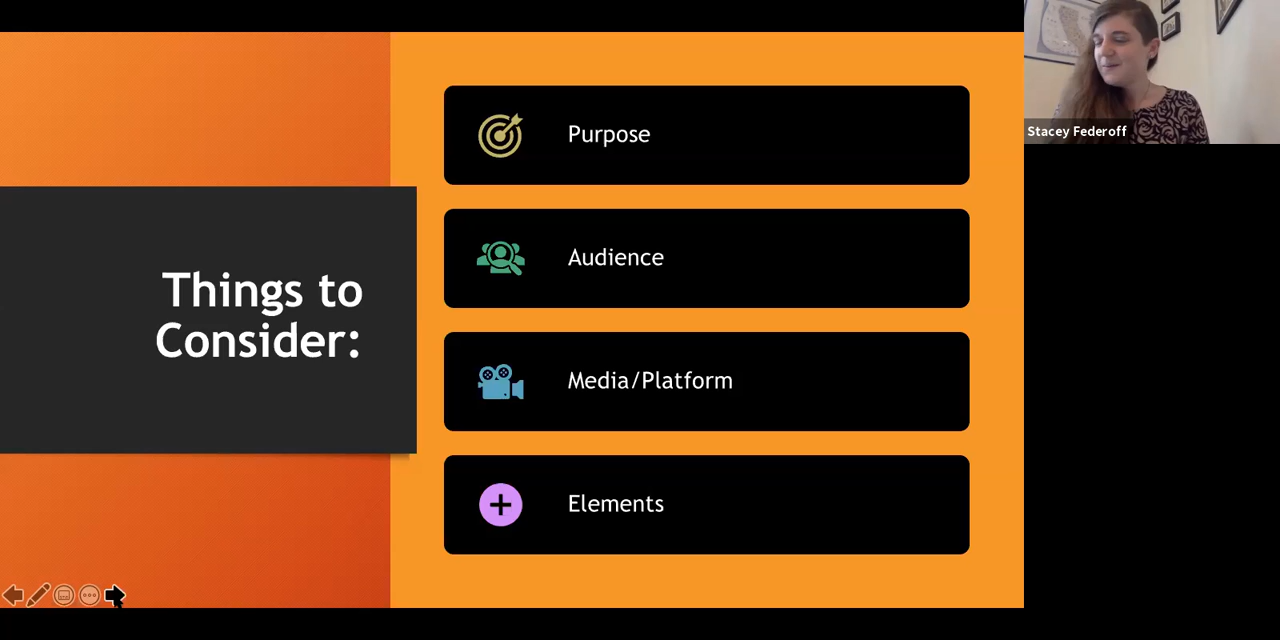 Things to
Consider:
Purpose
Audience
Media/Platform
Elements
Stacey Federoff